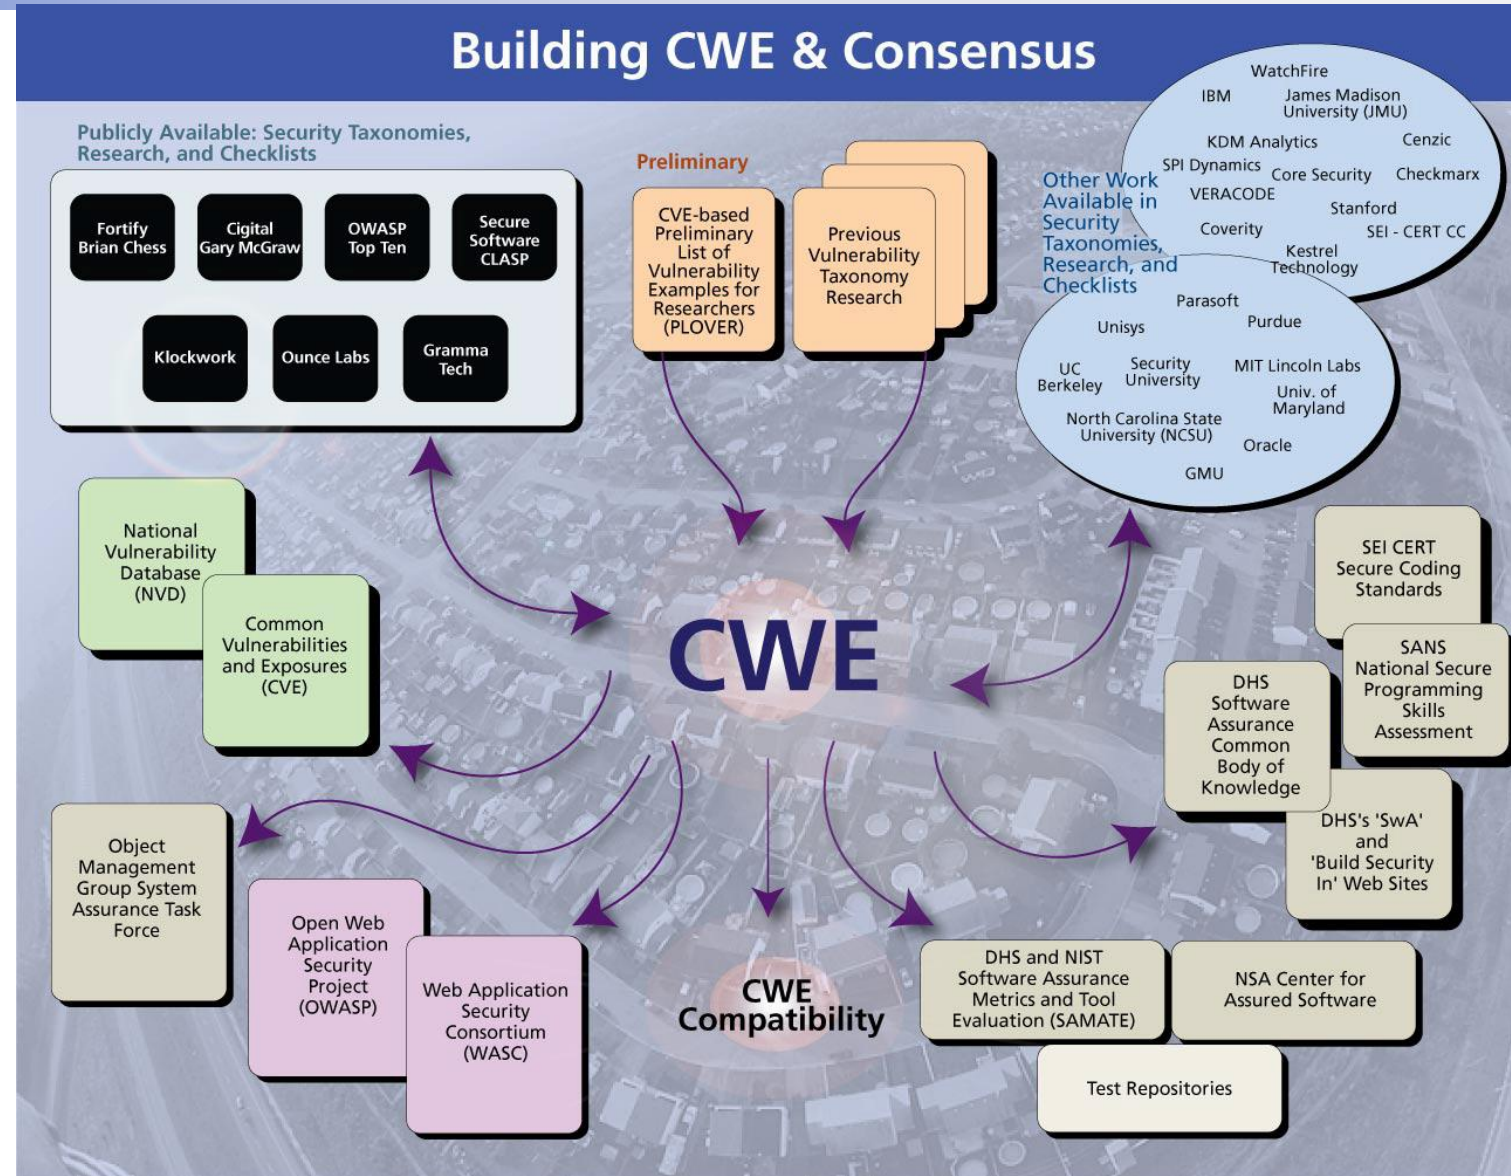 Building CWE & Consensus
Publicly Available: Security Taxonomies,
Research, and Checklists
Fortify
Brian Chess
Cigital
Gary McGraw
OWASP
Top Ten
Secure
Software
CLASP
Klockwork
Ounce Labs
Gramma
Tech
Preliminary
CVE-based
Preliminary
List of
Vulnerability
Examples for
Researchers
(PLOVER)
Previous
Vulnerability
Taxonomy
Research
Other Work
Available in
Security
Taxonomies,
Research, and
Checklists
WatchFire
IBM
James Madison
University (JMU)
KDM Analytics
Cenzic
SPI Dynamics
Core Security
Checkmarx
VERACODE
Stanford
Coverity
SEI - CERT CC
Kestrel
Technology
Parasoft
Unisys
Purdue
UC
Berkeley
Security
University
MIT Lincoln Labs
Univ. of
Maryland
North Carolina State
University (NCSU)
Oracle
GMU
National
Vulnerability
Database
(NVD)
Common
Vulnerabilities
and Exposures
(CVE)
CWE
SEI CERT
Secure Coding
Standards
SANS
National Secure
Programming
Skills
Assessment
DHS
Software
Assurance
Common
Body of
Knowledge
DHS's 'SwA'
and
'Build Security
In' Web Sites
Object
Management
Group System
Assurance Task
Force
Open Web
Application
Security
Project
(OWASP)
Web Application
Security
Consortium
(WASC)
CWE
Compatibility
DHS and NIST
Software Assurance
Metrics and Tool
Evaluation (SAMATE)
NSA Center for
Assured Software
Test Repositories